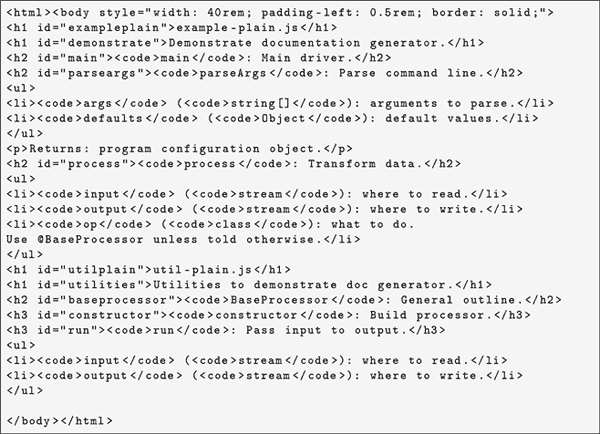 <html><body style="width: 40rem; padding-left: 0.5rem; border: solid;">
<h1 id="exampleplain">example-plain.js</h1>
<h1 id="demonstrate">Demonstrate documentation generator.</h1>
<h2 id="main"><code>main</code>: Main driver.</h2>
<h2 id="parseargs"><code>parseArgs</code>: Parse command line.</h2>
<ul>
<li><code>args</code> (<code>string[]</code>): arguments to parse.</li>
<li><code>defaults</code> (<code>Object</code>): default values.</li>
</ul>
<p>Returns: program configuration object.</p>
<h2 id="process"><code>process</code>: Transform data.</h2>
<ul>
<li><code>input</code> (<code>stream</code>): where to read.</li>
<li><code>output</code> (<code>stream</code>): where to write.</li>
<li><code>op</code> (<code>class</code>): what to do.
Use @BaseProcessor unless told otherwise.</li>
</ul>
<h1 id="utilplain">util-plain.js</h1>
<h1 id="utilities">Utilities to demonstrate doc generator.</h1>
<h2 id="baseprocessor"><code>BaseProcessor</code>: General outline.</h2>
<h3 id="constructor"><code>constructor</code>: Build processor.</h3>
<h3 id="run"><code>run</code>: Pass input to output.</h3>
<ul>
<li><code>input</code> (<code>stream</code>): where to read.</li>
<li><code>output</code> (<code>stream</code>): where to write.</li>
</ul>
</body></html>